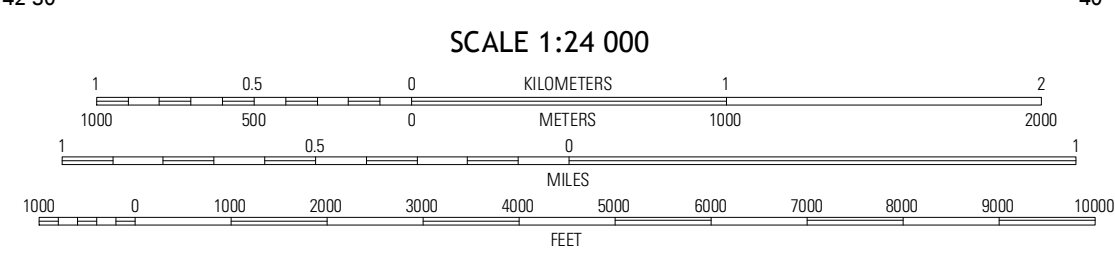 SCALE 1:24 000
1 0.5 0 KILOMETERS 1 2
1000 500 0 METERS 1000 2000
1 0.5 0 1
MILES
1000 0 1000 2000 3000 4000 5000 6000 7000 8000 9000 10000
FEET